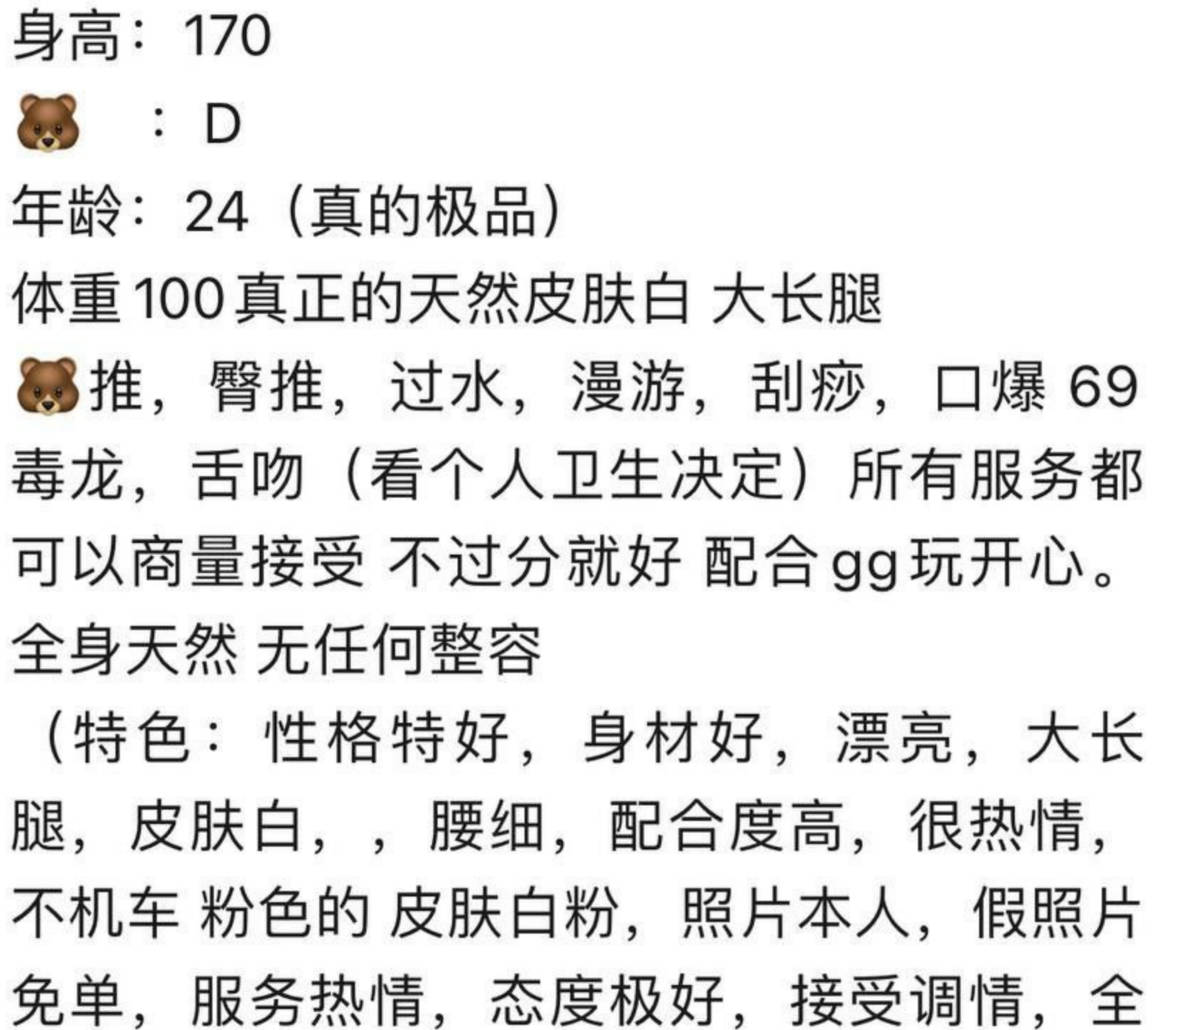 身高：170
🐻　：D
年龄：24（真的极品）
体重100真正的天然皮肤白 大长腿
🐻推，臀推，过水，漫游，刮痧，口爆 69
毒龙，舌吻（看个人卫生决定）所有服务都
可以商量接受 不过分就好 配合gg玩开心。
全身天然 无任何整容
（特色： 性格特好，身材好，漂亮，大长
腿，皮肤白，，腰细，配合度高，很热情，
不机车 粉色的 皮肤白粉，照片本人，假照片
免单，服务热情，态度极好，接受调情，全